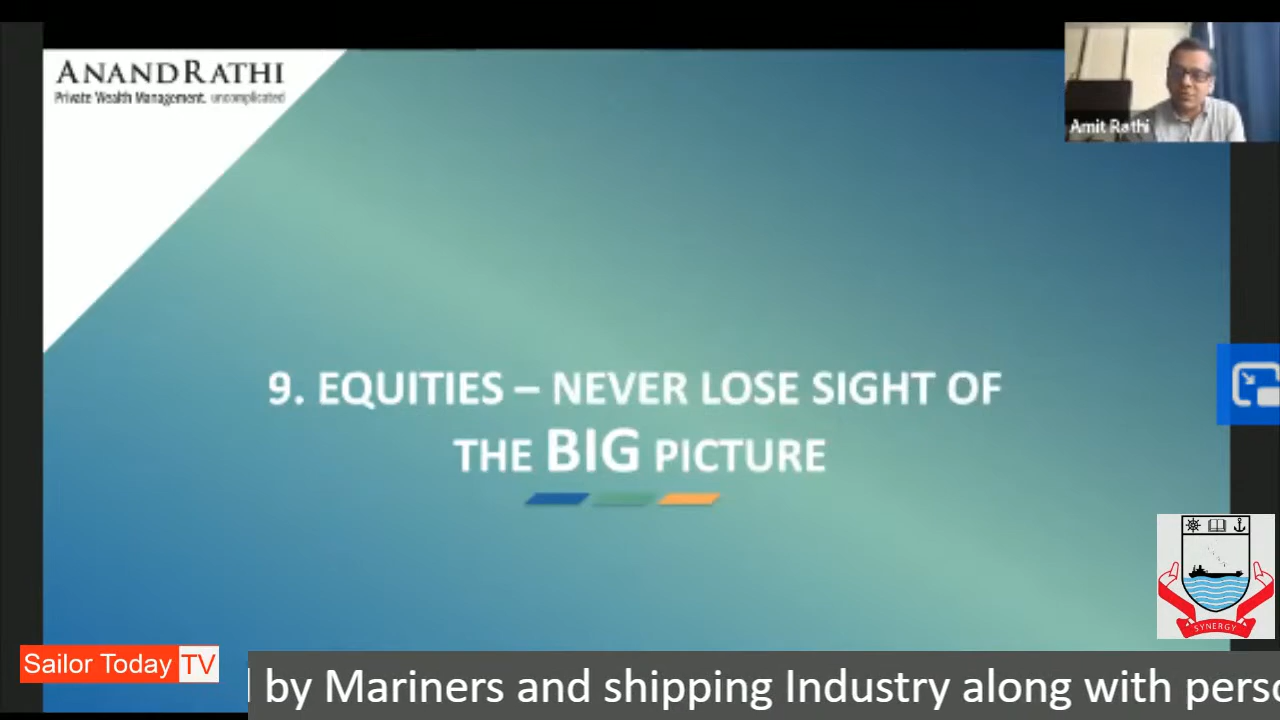 ANANDRATHI
Private Wealth Management. uncomplicated
Amit Rathi
9. EQUITIES – NEVER LOSE SIGHT OF
THE BIG PICTURE
SYNERGY
Sailor Today TV
by Mariners and shipping Industry along with